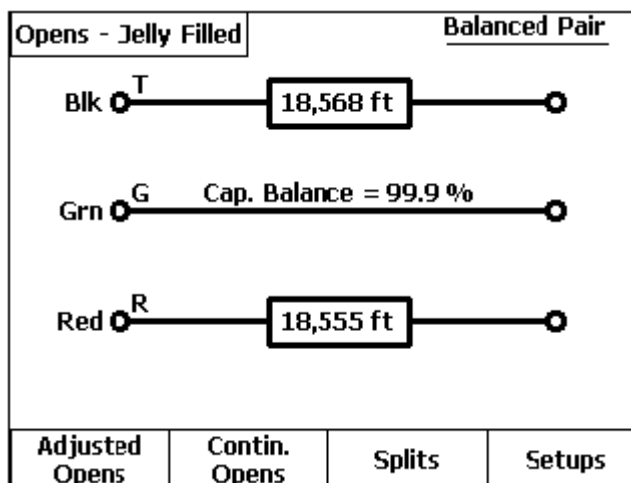 Opens - Jelly Filled
Balanced Pair
T
Blk
18,568 ft
G
Cap. Balance = 99.9 %
Grn
R
Red
18,555 ft
Adjusted
Opens
Contin.
Opens
Splits
Setups